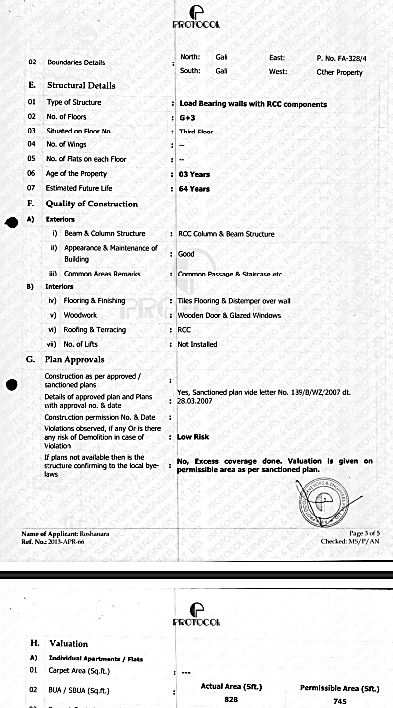 PROTOCOL
02 Boundaries Details : North: Gali East: P. No. FA-328/4
South: Gali West: Other Property
E. Structural Details
01 Type of Structure : Load Bearing walls with RCC components
02 No. of Floors : G+3
03 Situated on Floor No. : Third Floor
04 No. of Wings : --
05 No. of Flats on each Floor : --
06 Age of the Property : 03 Years
07 Estimated Future Life : 64 Years
F. Quality of Construction
A) Exteriors
i) Beam & Column Structure : RCC Column & Beam Structure
ii) Appearance & Maintenance of Building : Good
iii) Common Areas Remarks : Common Passage & Staircase etc
B) Interiors
iv) Flooring & Finishing : Tiles Flooring & Distemper over wall
v) Woodwork : Wooden Door & Glazed Windows
vi) Roofing & Terracing : RCC
vii) No. of Lifts : Not Installed
G. Plan Approvals
Construction as per approved / sanctioned plans :
Details of approved plan and Plans with approval no. & date : Yes, Sanctioned plan vide letter No. 139/B/WZ/2007 dt. 28.03.2007
Construction permission No. & Date :
Violations observed, if any Or is there any risk of Demolition in case of Violation : Low Risk
If plans not available then is the structure confirming to the local bye-laws : No, Excess coverage done. Valuation is given on permissible area as per sanctioned plan.
Name of Applicant: Roshanara Page 3 of 5
Ref. No.: 2013-APR-66 Checked: MS/P/AN
PROTOCOL
H. Valuation
A) Individual Apartments / Flats
01 Carpet Area (Sq.ft.) : ---
02 BUA / SBUA (Sq.ft.) : Actual Area (Sft.) Permissible Area (Sft.)
828 745